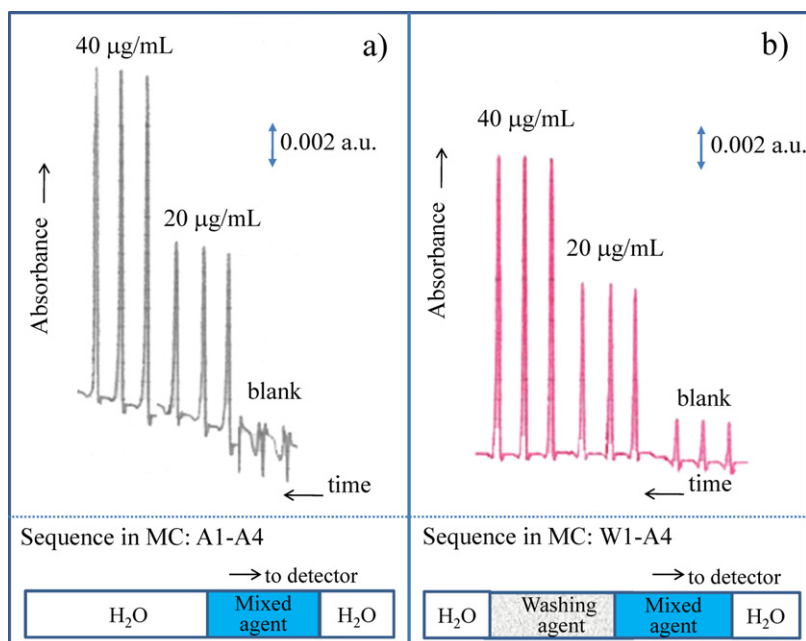 a)
40 μg/mL
0.002 a.u.
20 μg/mL
Absorbance
blank
time
Sequence in MC: A1-A4
to detector
H₂O
Mixed
agent
H₂O
b)
40 μg/mL
0.002 a.u.
20 μg/mL
Absorbance
blank
time
Sequence in MC: W1-A4
to detector
H₂O
Washing
agent
Mixed
agent
H₂O